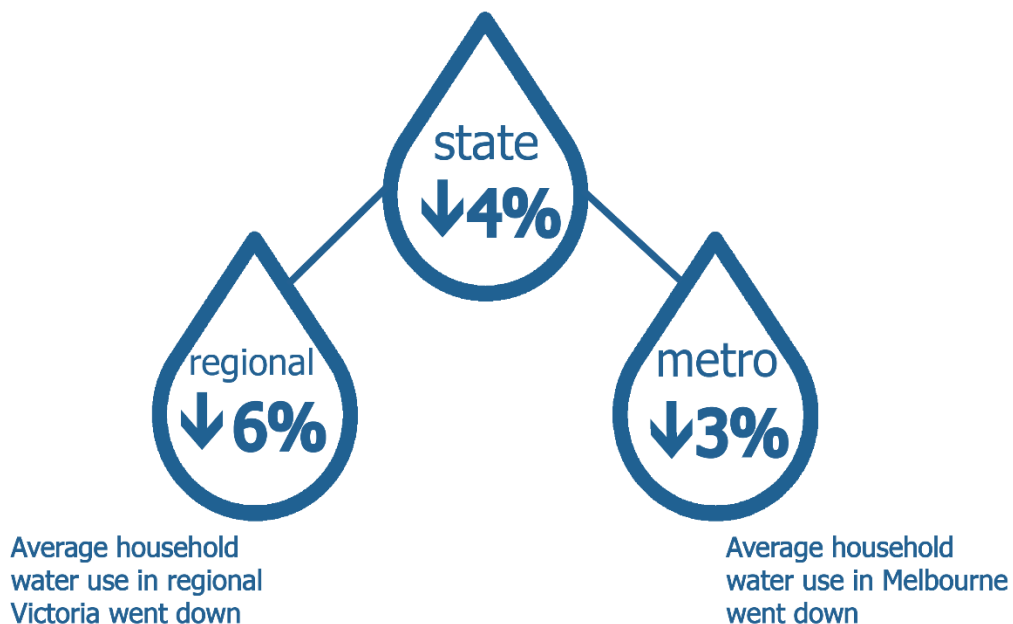 state
↓4%
regional
↓6%
metro
↓3%
Average household
water use in regional
Victoria went down
Average household
water use in Melbourne
went down